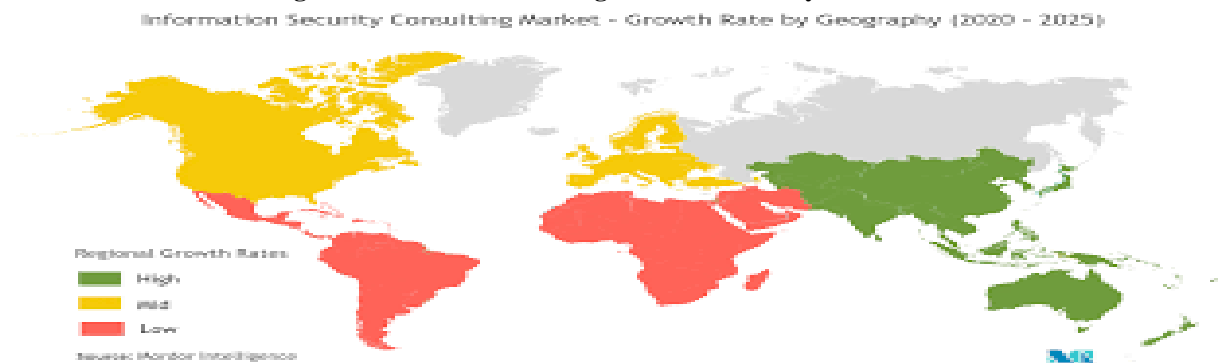 Information Security Consulting Market - Growth Rate by Geography (2020 - 2025)
Regional Growth Rates
High
Mid
Low
Source: Mordor Intelligence